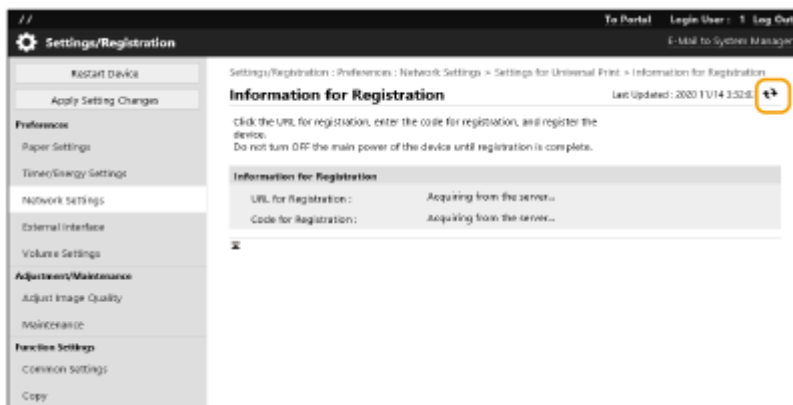 //
To Portal Login User : 1 Log Out
Settings/Registration
E-Mail to System Manager
Restart Device
Apply Setting Changes
Preferences
Paper Settings
Timer/Energy Settings
Network Settings
External Interface
Volume Settings
Adjustment/Maintenance
Adjust Image Quality
Maintenance
Function Settings
Common Settings
Copy
Settings/Registration : Preferences : Network Settings > Settings for Universal Print > Information for Registration
Information for Registration
Last Updated : 2020 11/14
Click the URL for registration, enter the code for registration, and register the
device.
Do not turn OFF the main power of the device until registration is complete.
Information for Registration
URL for Registration :
Acquiring from the server...
Code for Registration :
Acquiring from the server...